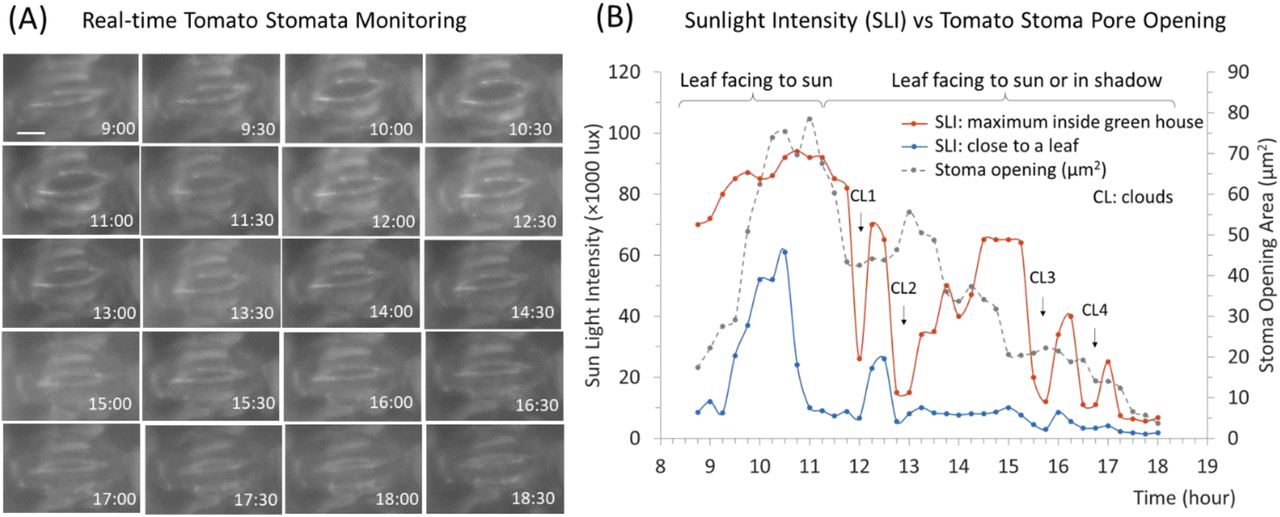 (A) Real-time Tomato Stomata Monitoring
9:00 9:30 10:00 10:30
11:00 11:30 12:00 12:30
13:00 13:30 14:00 14:30
15:00 15:30 16:00 16:30
17:00 17:30 18:00 18:30
(B) Sunlight Intensity (SLI) vs Tomato Stoma Pore Opening
Sun Light Intensity (×1000 lux)
120
100
80
60
40
20
0
Leaf facing to sun
Leaf facing to sun or in shadow
SLI: maximum inside green house
SLI: close to a leaf
Stoma opening (µm²)
CL: clouds
CL1
CL2
CL3
CL4
90
80
70
60
50
40
30
20
10
0
Stoma Opening Area (µm²)
8 9 10 11 12 13 14 15 16 17 18 19
Time (hour)